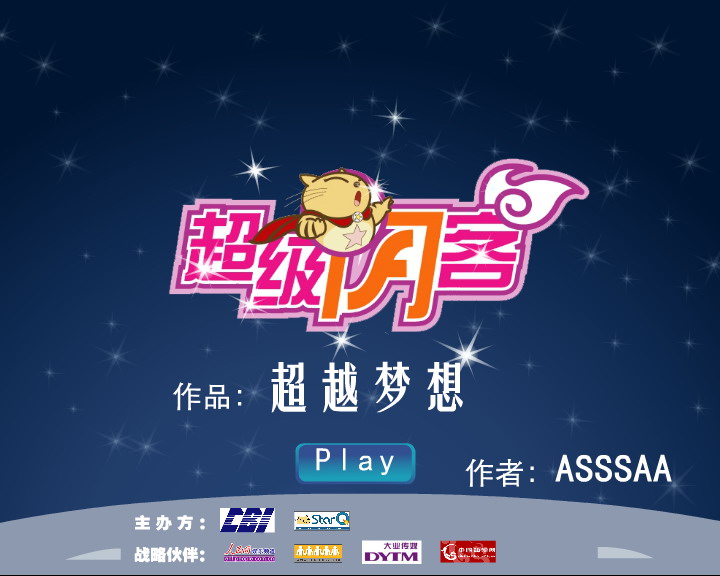 超级闪客
作品: 超越梦想
Play
作者: ASSSAA
主办方: CBI StarQ
战略伙伴: 大业传媒 DYTM